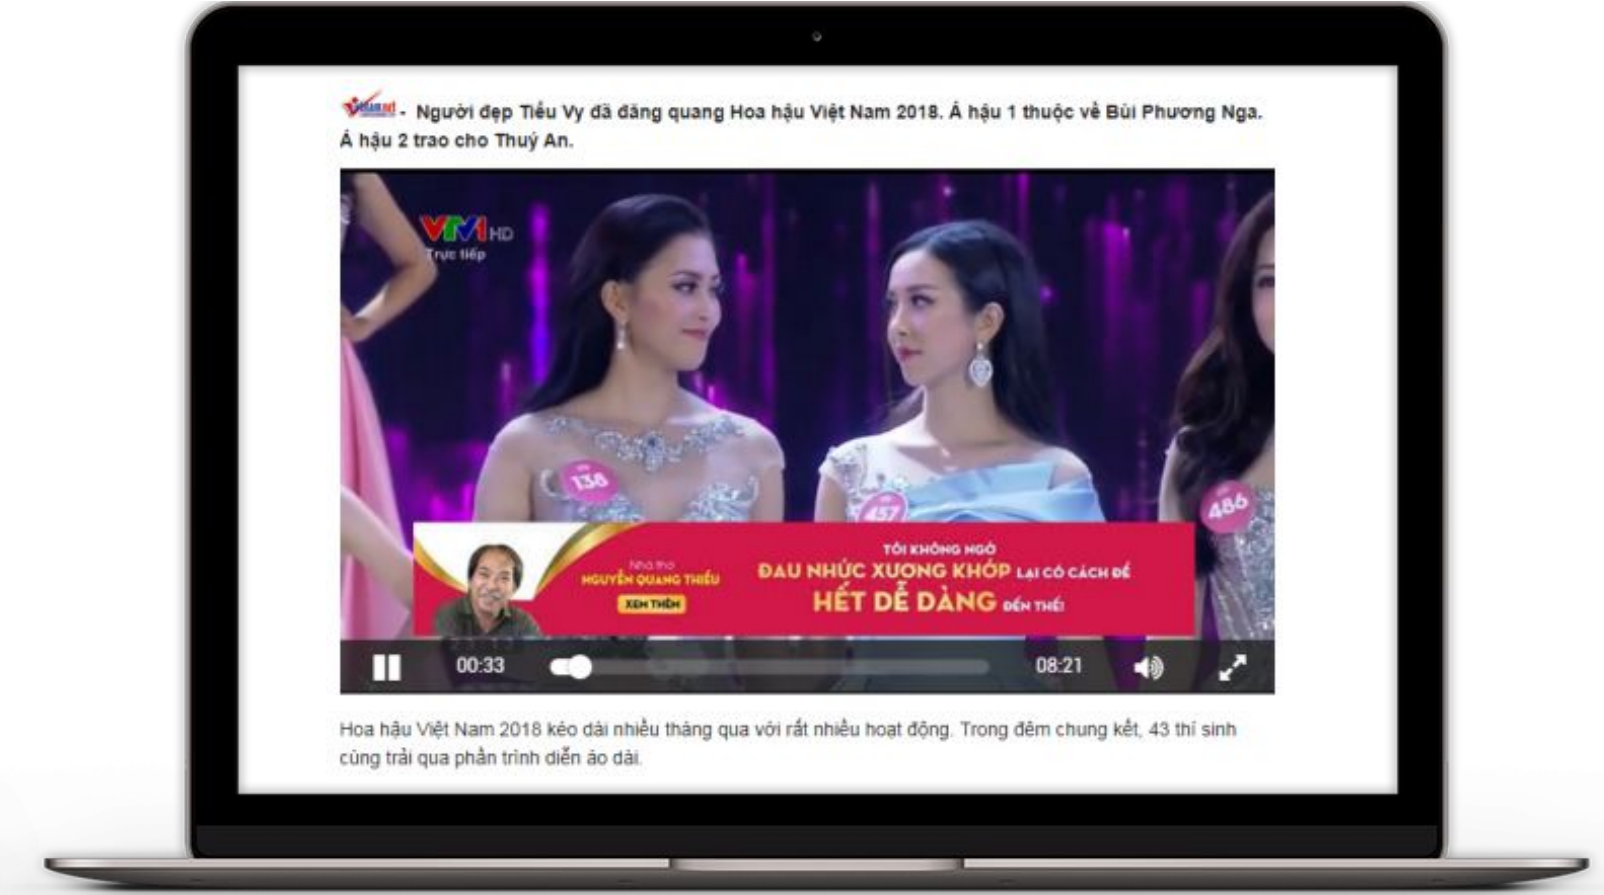 Vietnamnet - Người đẹp Tiểu Vy đã đăng quang Hoa hậu Việt Nam 2018. Á hậu 1 thuộc về Bùi Phương Nga.
Á hậu 2 trao cho Thuý An.
VTV1 HD
Trực tiếp
138
457
486
Nhà thơ
NGUYỄN QUANG THIỀU
XEM THÊM
TÔI KHÔNG NGỜ
ĐAU NHỨC XƯƠNG KHỚP LẠI CÓ CÁCH ĐỂ
HẾT DỄ DÀNG ĐẾN THẾ!
00:33
08:21
Hoa hậu Việt Nam 2018 kéo dài nhiều tháng qua với rất nhiều hoạt động. Trong đêm chung kết, 43 thí sinh
cùng trải qua phần trình diễn áo dài.